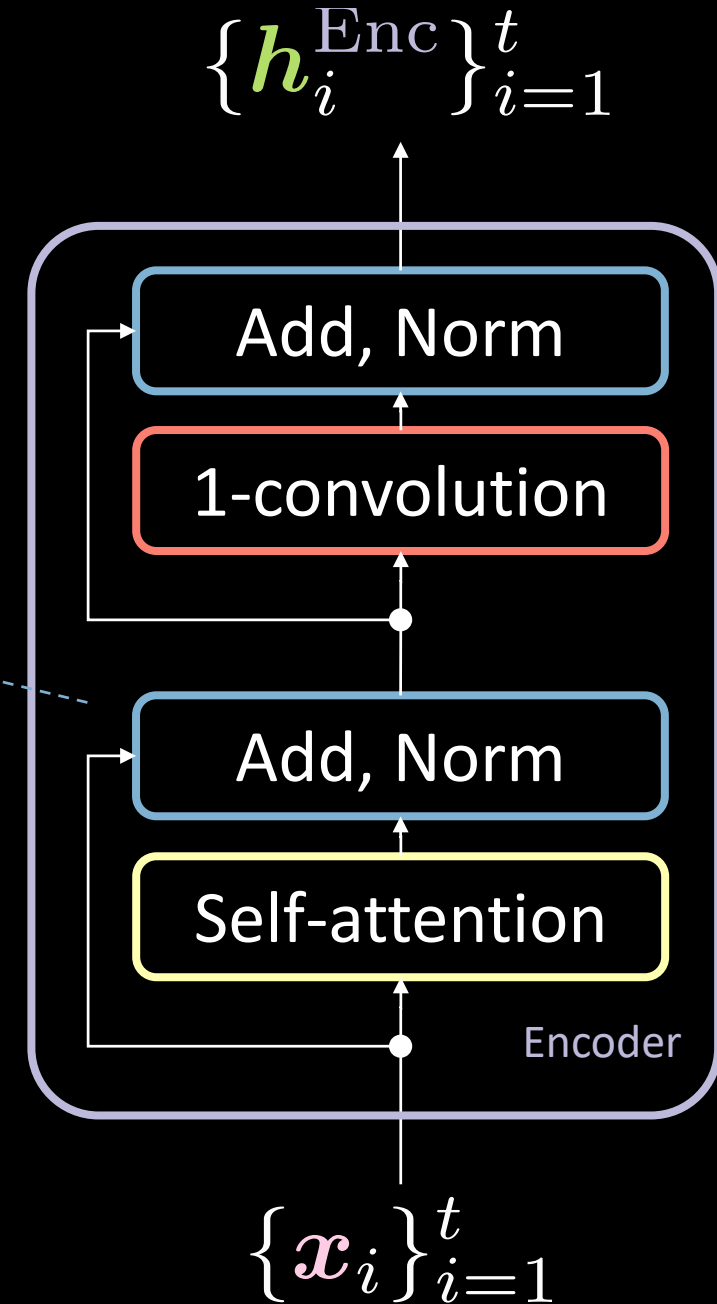 {h_i^Enc}_{i=1}^t
Add, Norm
1-convolution
Add, Norm
Self-attention
Encoder
{x_i}_{i=1}^t